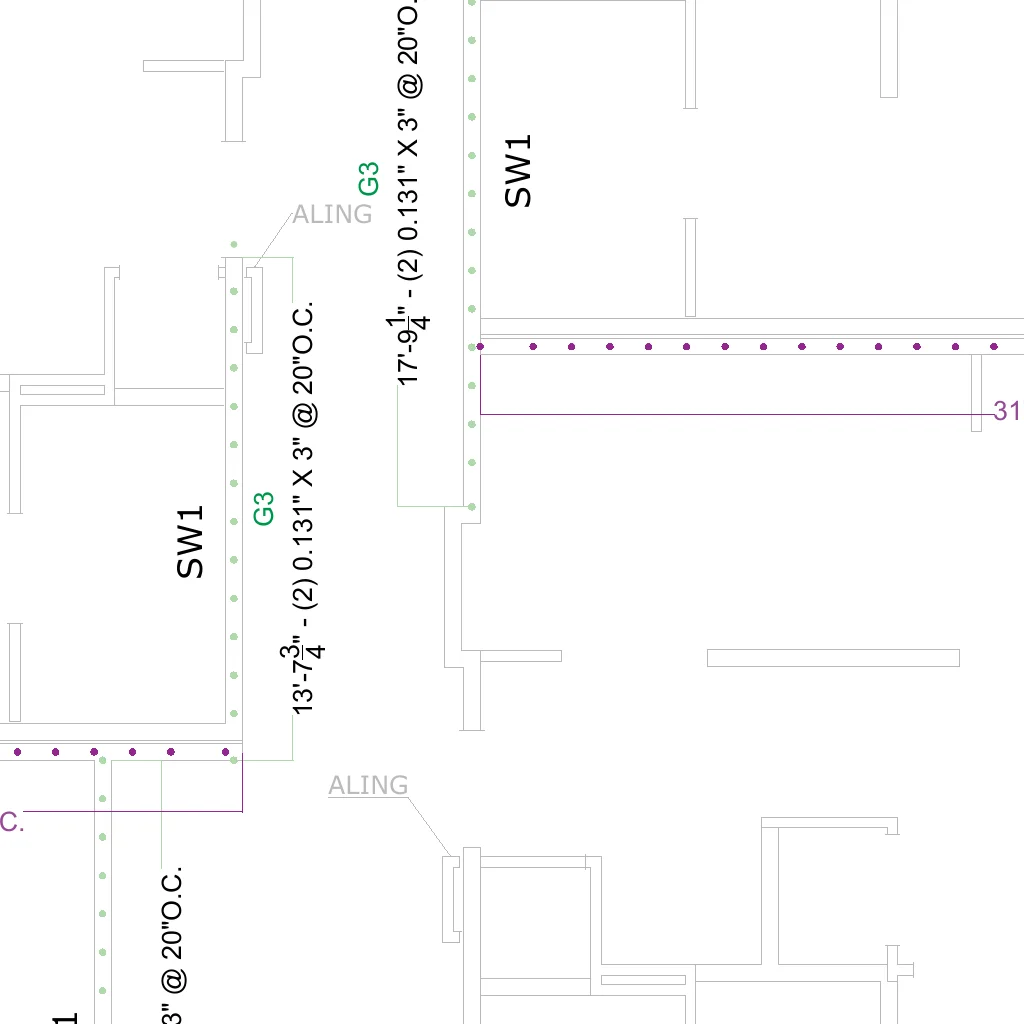 17'-9 1/4" - (2) 0.131" X 3" @ 20"O.
G3
SW1
ALING
13'-7 3/4" - (2) 0.131" X 3" @ 20"O.C.
31
G3
SW1
ALING
C.
3" @ 20"O.C.
1